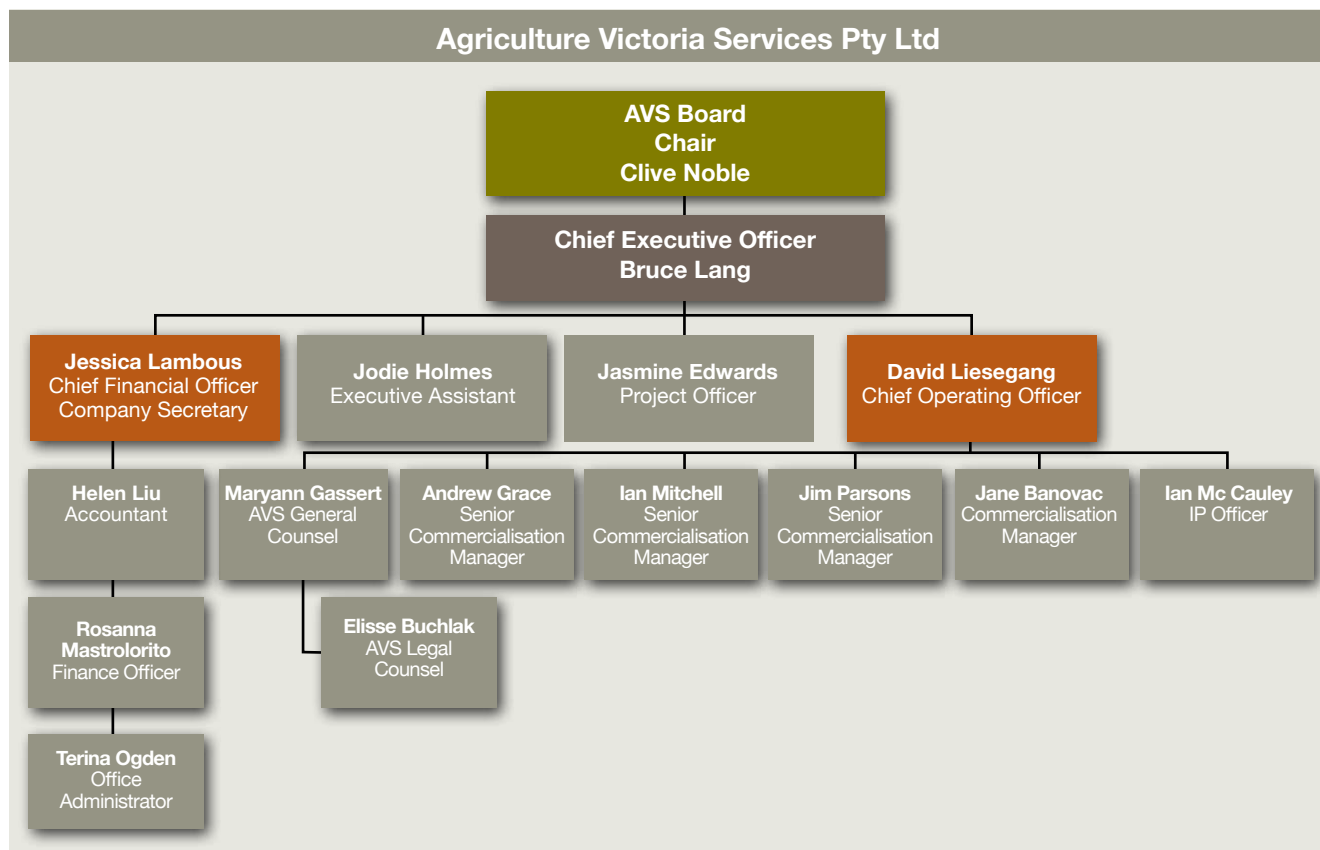 Agriculture Victoria Services Pty Ltd
AVS Board
Chair
Clive Noble
Chief Executive Officer
Bruce Lang
Jessica Lambous
Chief Financial Officer
Company Secretary
Jodie Holmes
Executive Assistant
Jasmine Edwards
Project Officer
David Liesegang
Chief Operating Officer
Helen Liu
Accountant
Maryann Gassert
AVS General
Counsel
Andrew Grace
Senior
Commercialisation
Manager
Ian Mitchell
Senior
Commercialisation
Manager
Jim Parsons
Senior
Commercialisation
Manager
Jane Banovac
Commercialisation
Manager
Ian Mc Cauley
IP Officer
Rosanna
Mastrolorito
Finance Officer
Elisse Buchlak
AVS Legal
Counsel
Terina Ogden
Office
Administrator